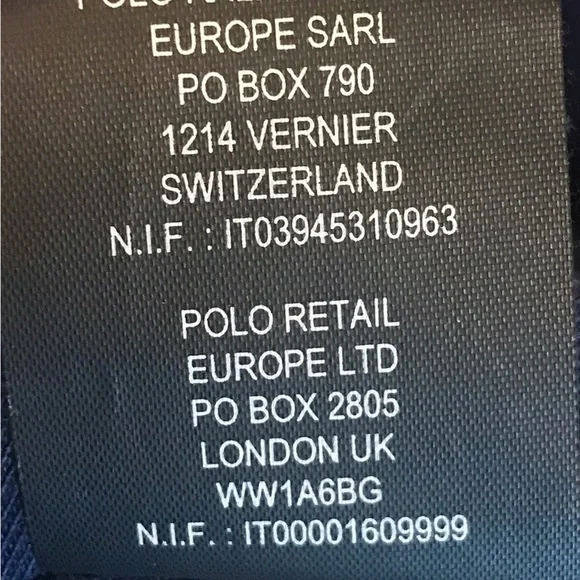 POLO
EUROPE SARL
PO BOX 790
1214 VERNIER
SWITZERLAND
N.I.F. : IT03945310963
POLO RETAIL
EUROPE LTD
PO BOX 2805
LONDON UK
WW1A6BG
N.I.F. : IT00001609999